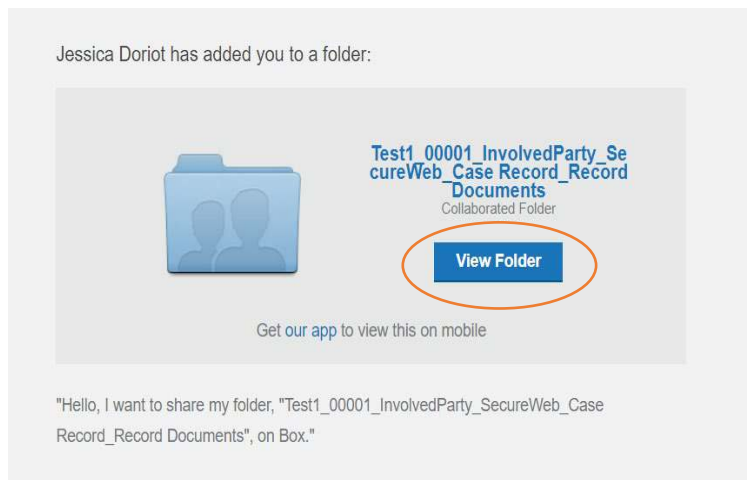 Jessica Doriot has added you to a folder:
Test1_00001_InvolvedParty_Se
cureWeb_Case Record_Record
Documents
Collaborated Folder
View Folder
Get our app to view this on mobile
"Hello, I want to share my folder, "Test1_00001_InvolvedParty_SecureWeb_Case
Record_Record Documents", on Box."